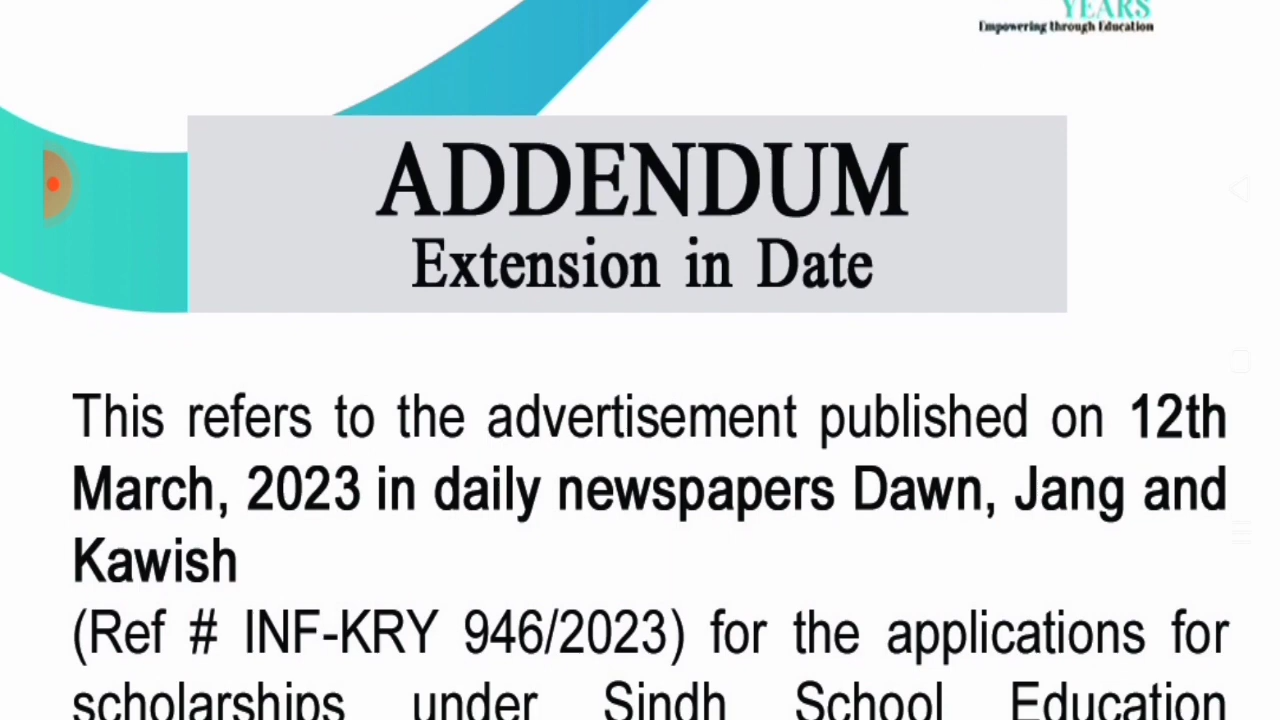 YEARS
Empowering through Education
ADDENDUM
Extension in Date
This refers to the advertisement published on 12th
March, 2023 in daily newspapers Dawn, Jang and
Kawish
(Ref # INF-KRY 946/2023) for the applications for
scholarships under Sindh School Education